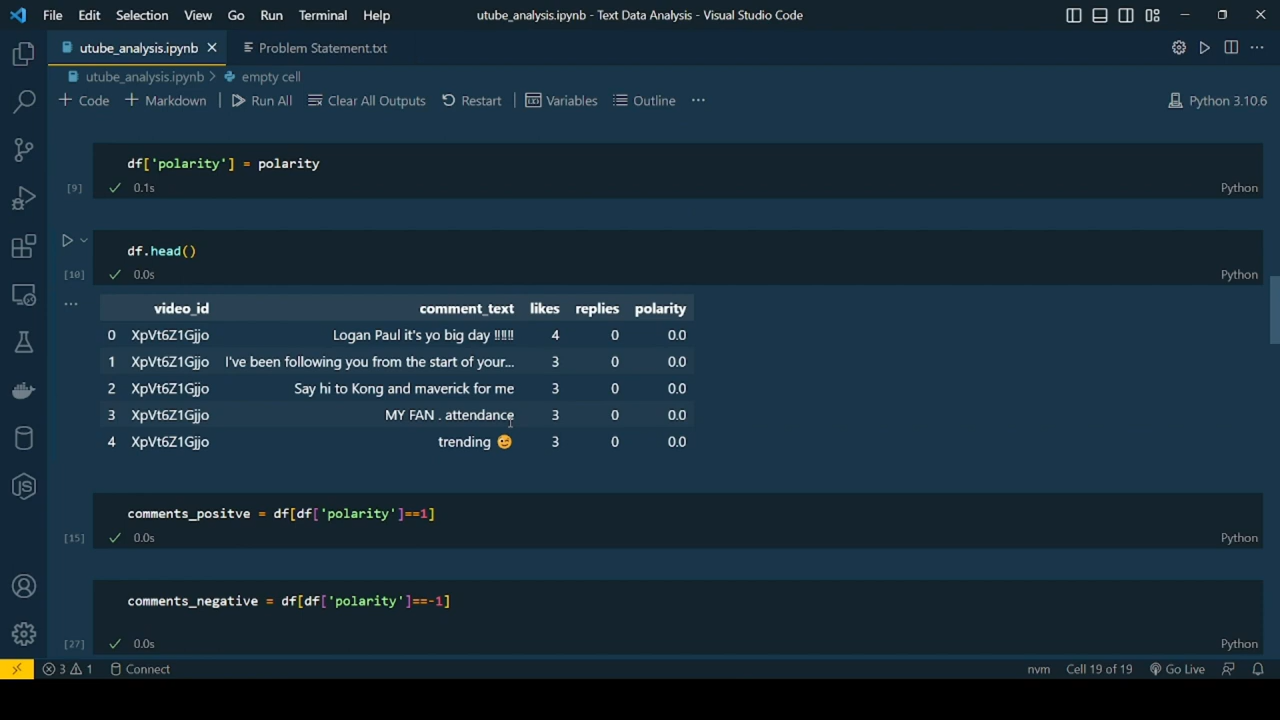 File Edit Selection View Go Run Terminal Help utube_analysis.ipynb - Text Data Analysis - Visual Studio Code
utube_analysis.ipynb Problem Statement.txt
utube_analysis.ipynb > empty cell
+ Code + Markdown Run All Clear All Outputs Restart Variables Outline ··· Python 3.10.6
df['polarity'] = polarity
[9] ✓ 0.1s Python
df.head()
[10] ✓ 0.0s Python
··· video_id comment_text likes replies polarity
0 XpVt6Z1Gjjo Logan Paul it's yo big day ‼️‼️‼️ 4 0 0.0
1 XpVt6Z1Gjjo I've been following you from the start of your... 3 0 0.0
2 XpVt6Z1Gjjo Say hi to Kong and maverick for me 3 0 0.0
3 XpVt6Z1Gjjo MY FAN . attendance 3 0 0.0
4 XpVt6Z1Gjjo trending 😉 3 0 0.0
comments_positve = df[df['polarity']==1]
[15] ✓ 0.0s Python
comments_negative = df[df['polarity']==-1]
[27] ✓ 0.0s Python
3 1 Connect nvm Cell 19 of 19 Go Live